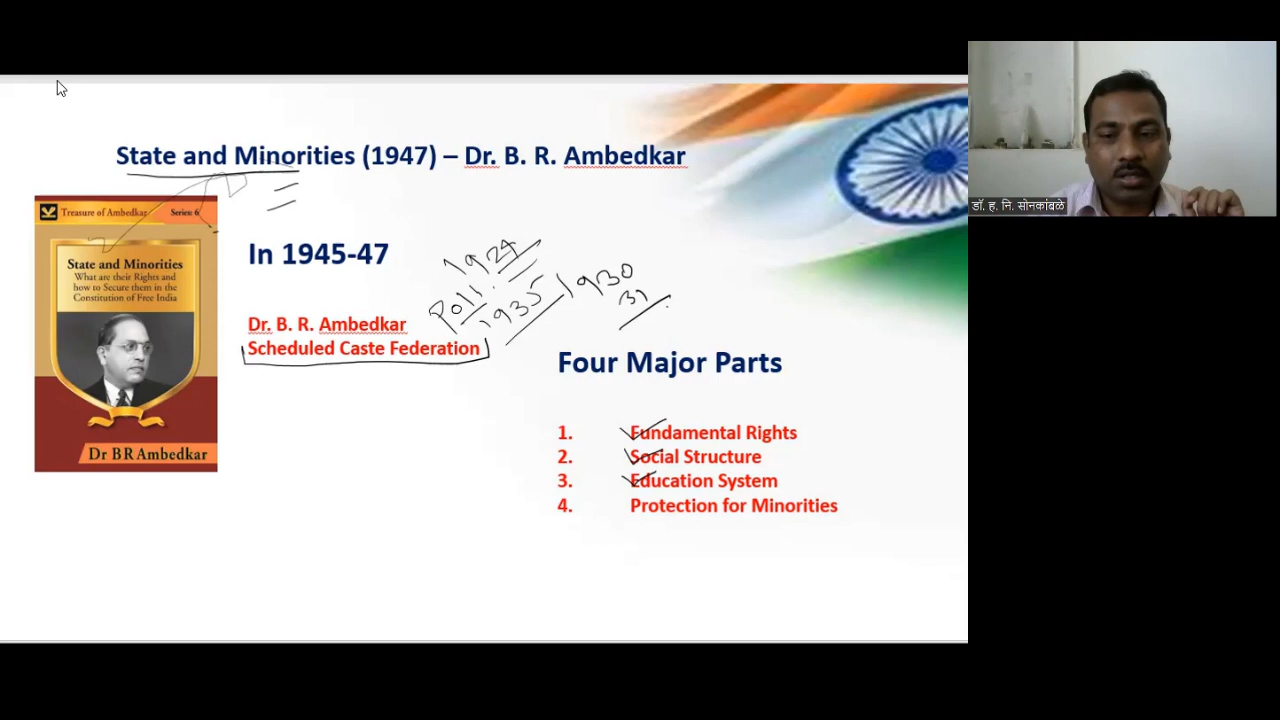 State and Minorities (1947) – Dr. B. R. Ambedkar
Treasure of Ambedkar Series: 6
State and Minorities
What are their Rights and
how to Secure them in the
Constitution of Free India
Dr BR Ambedkar
In 1945-47
Dr. B. R. Ambedkar
Scheduled Caste Federation
1924
Poll:
1935
1930
Four Major Parts
1. Fundamental Rights
2. Social Structure
3. Education System
4. Protection for Minorities
डॉ. ह. नि. सोनकांबळे